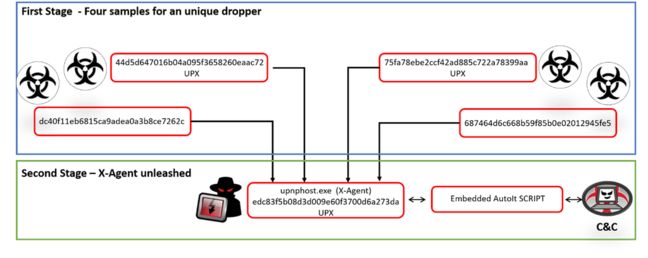 First Stage - Four samples for an unique dropper
44d5d647016b04a095f3658260eaac72
UPX
75fa78ebe2ccf42ad885c722a78399aa
UPX
dc40f11eb6815ca9adea0a3b8ce7262c
687464d6c668b59f85b0e02012945fe5
Second Stage – X-Agent unleashed
upnphost.exe (X-Agent)
edc83f5b08d3d009e60f3700d6a273da
UPX
Embedded AutoIt SCRIPT
C&C